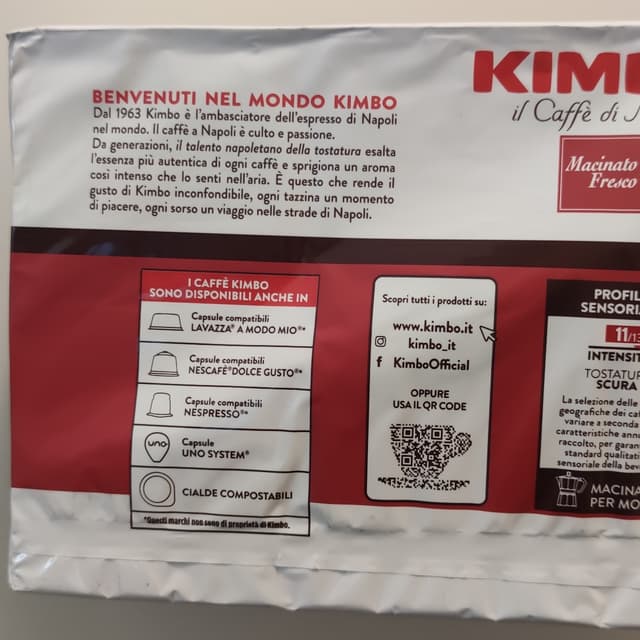 BENVENUTI NEL MONDO KIMBO
Dal 1963 Kimbo è l'ambasciatore dell'espresso di Napoli
nel mondo. Il caffè a Napoli è culto e passione.
Da generazioni, il talento napoletano della tostatura esalta
l'essenza più autentica di ogni caffè e sprigiona un aroma
così intenso che lo senti nell'aria. È questo che rende il
gusto di Kimbo inconfondibile, ogni tazzina un momento
di piacere, ogni sorso un viaggio nelle strade di Napoli.
KIM
il Caffè di
Macinato
Fresco
I CAFFÈ KIMBO
SONO DISPONIBILI ANCHE IN
Capsule compatibili
LAVAZZA® A MODO MIO®*
Capsule compatibili
NESCAFÈ®DOLCE GUSTO®*
Capsule compatibili
NESPRESSO®*
uno
Capsule
UNO SYSTEM®
CIALDE COMPOSTABILI
*Questi marchi non sono di proprietà di Kimbo.
Scopri tutti i prodotti su:
www.kimbo.it
kimbo_it
f KimboOfficial
OPPURE
USA IL QR CODE
PROFIL
SENSORI
11/13
INTENSIT
TOSTATUR
SCURA
La selezione delle
geografiche dei caf
variare a seconda
caratteristiche ann
raccolto, per garan
standard qualitati
sensoriale della bev
MACINA
PER MO